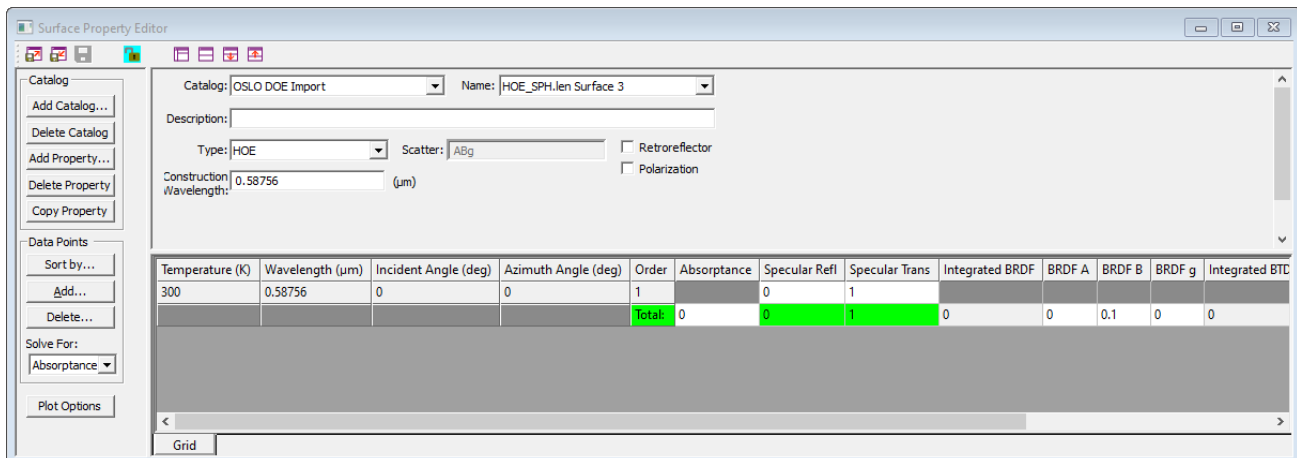 Surface Property Editor
Catalog
Add Catalog...
Delete Catalog
Add Property...
Delete Property
Copy Property
Data Points
Sort by...
Add...
Delete...
Solve For:
Absorptance
Plot Options
Catalog: OSLO DOE Import Name: HOE_SPH.len Surface 3
Description:
Type: HOE Scatter: ABg Retroreflector
Polarization
Construction Wavelength: 0.58756 (µm)
Temperature (K) Wavelength (µm) Incident Angle (deg) Azimuth Angle (deg) Order Absorptance Specular Refl Specular Trans Integrated BRDF BRDF A BRDF B BRDF g Integrated BTD
300 0.58756 0 0 1 0 1
Total: 0 0 1 0 0 0.1 0 0
Grid